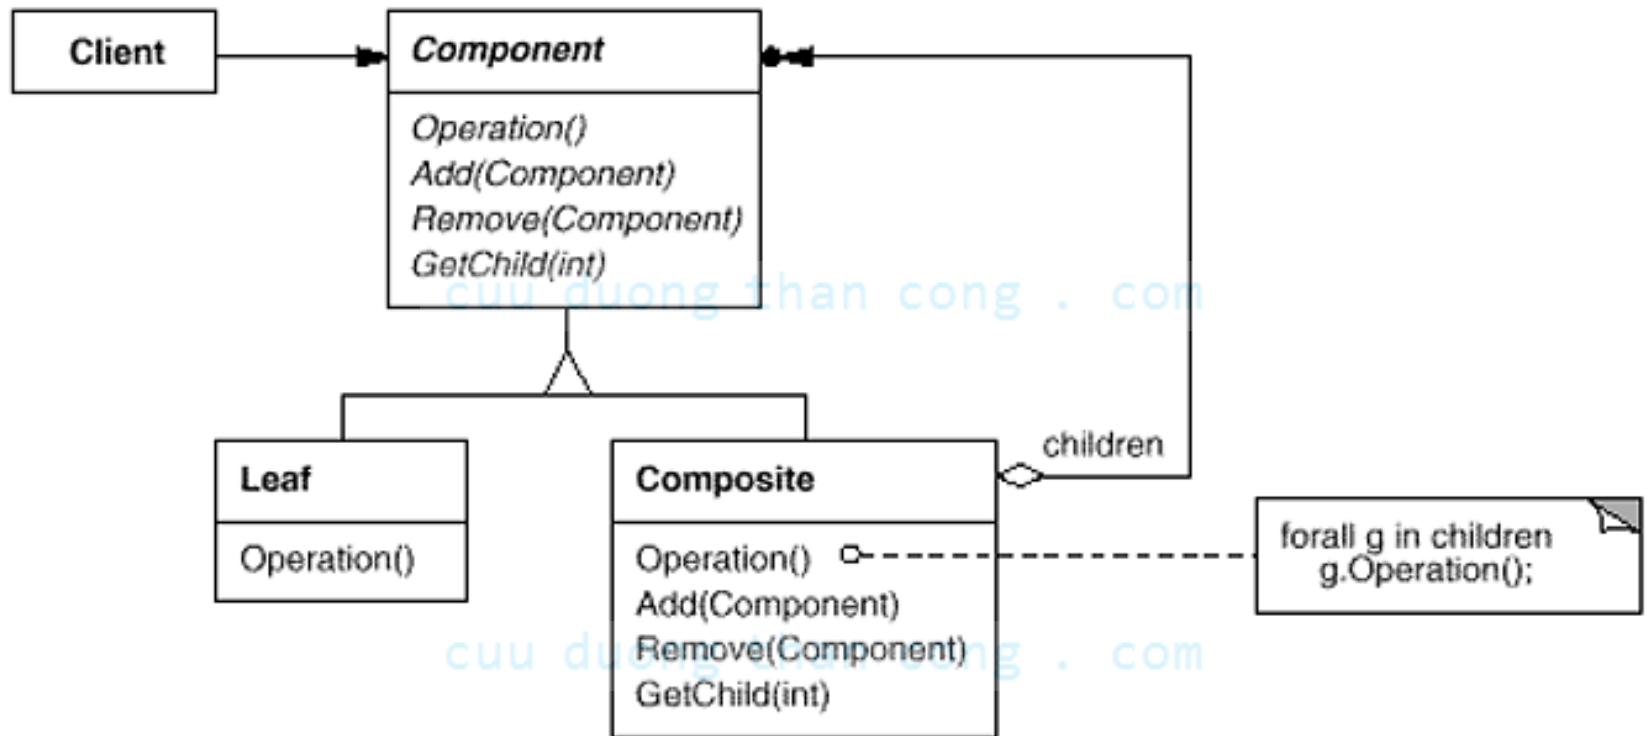 Client
Component
Operation()
Add(Component)
Remove(Component)
GetChild(int)
cuu duong than cong . com
children
Leaf
Operation()
Composite
Operation()
Add(Component)
Remove(Component)
GetChild(int)
forall g in children
g.Operation();
cuu duong than cong . com